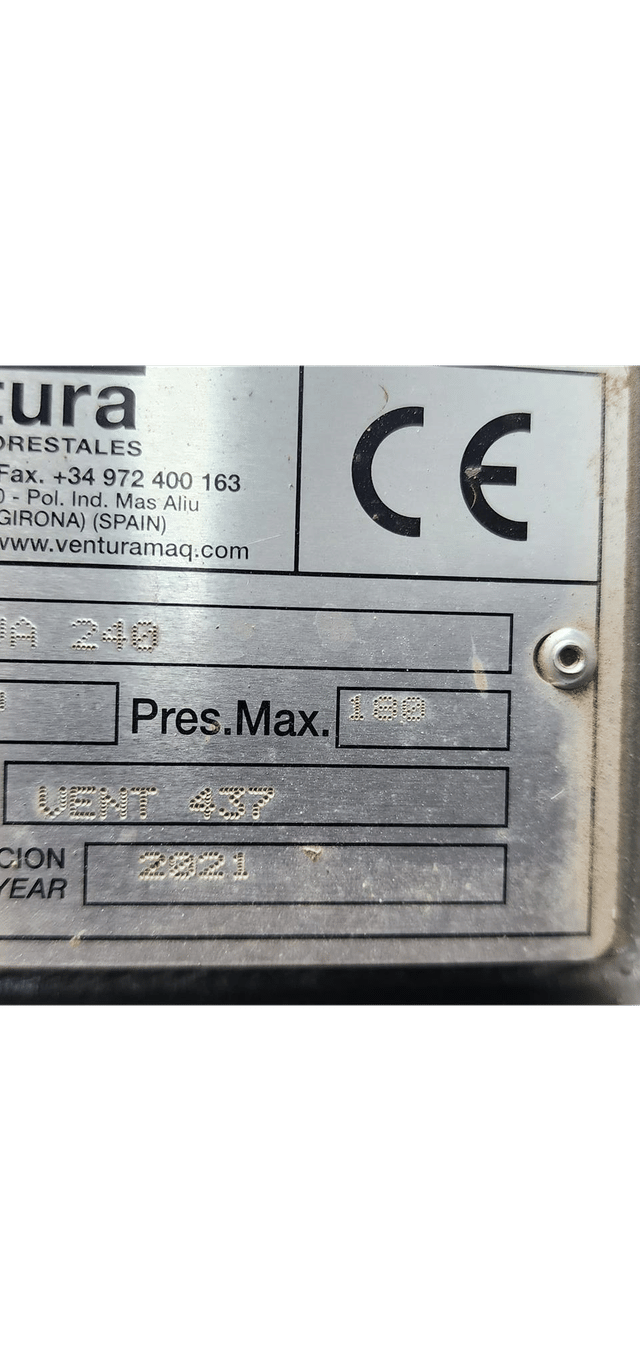 tura
ORESTALES
Fax. +34 972 400 163
0 - Pol. Ind. Mas Aliu
GIRONA) (SPAIN)
www.venturamaq.com
CE
240
Pres.Max. 180
VENT 437
CION 2021
YEAR